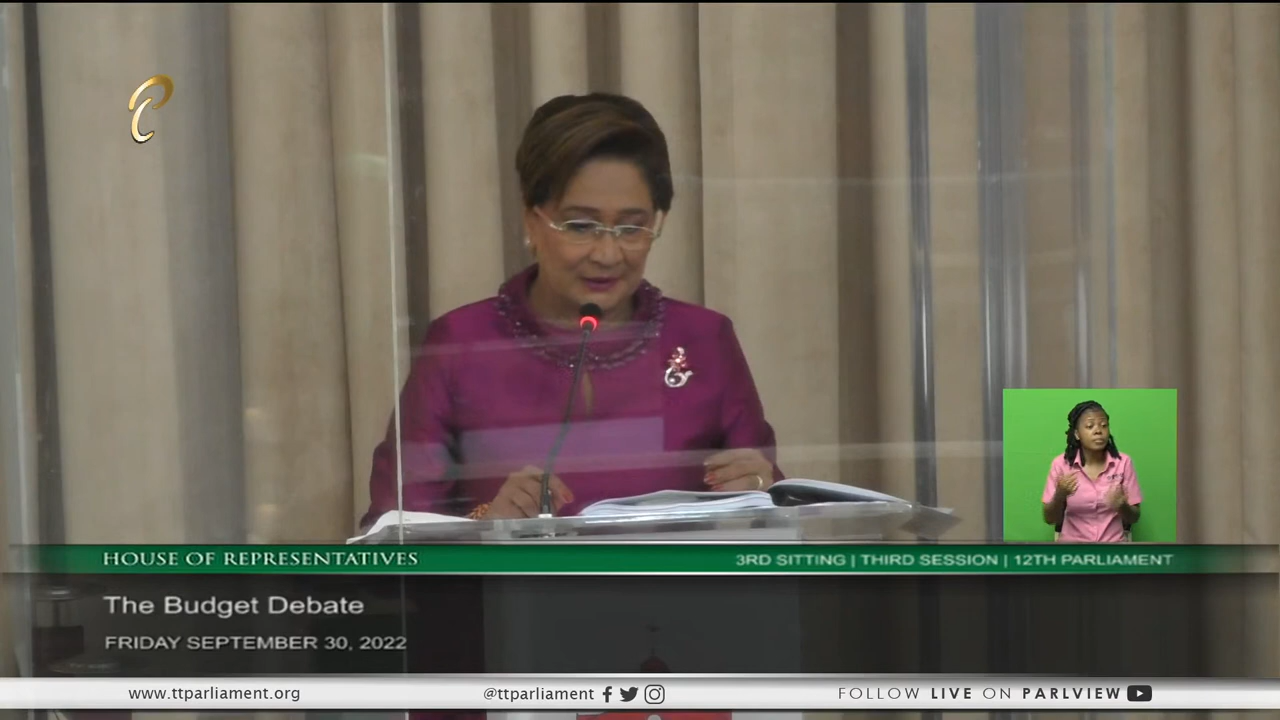 HOUSE OF REPRESENTATIVES
3RD SITTING | THIRD SESSION | 12TH PARLIAMENT
The Budget Debate
FRIDAY SEPTEMBER 30, 2022
www.ttparliament.org
@ttparliament
FOLLOW LIVE ON PARLVIEW